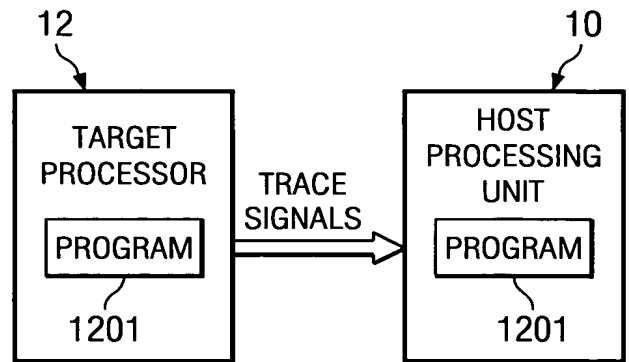 12
10
TARGET
PROCESSOR
PROGRAM
1201
TRACE
SIGNALS
HOST
PROCESSING
UNIT
PROGRAM
1201